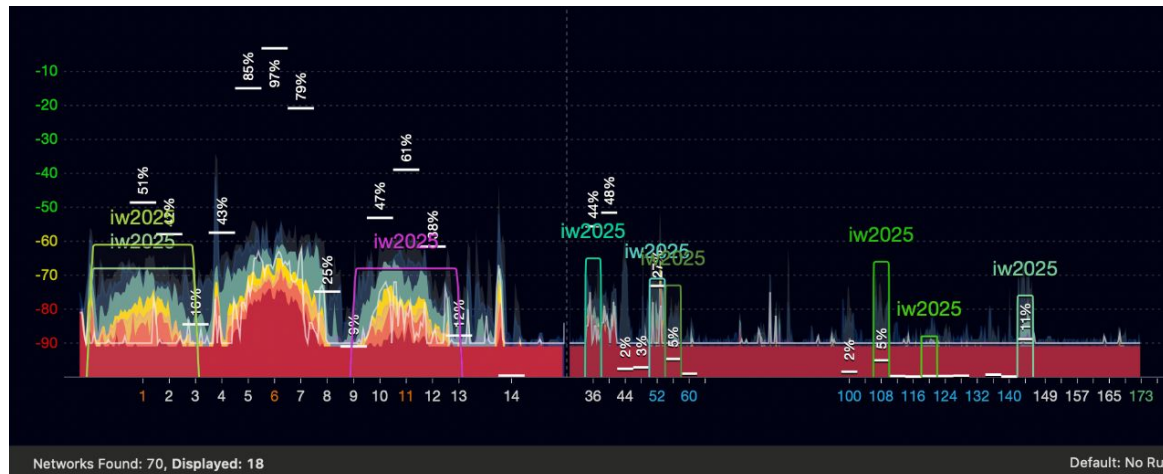 85% 97% 79%
-10
-20
-30
61%
-40
51% 47% 44% 48%
-50
42% 43% 38%
iw2025 iw2025 iw2025
-60
iw2025 iw2025 iw2025 iw2025
iw2025
-70
25% 27%
iw2025
-80
16% 12% 11%
-90
9% 2% 3% 5% 2% 5%
1 2 3 4 5 6 7 8 9 10 11 12 13 14 36 44 52 60 100 108 116 124 132 140 149 157 165 173
Networks Found: 70, Displayed: 18 Default: No Ru